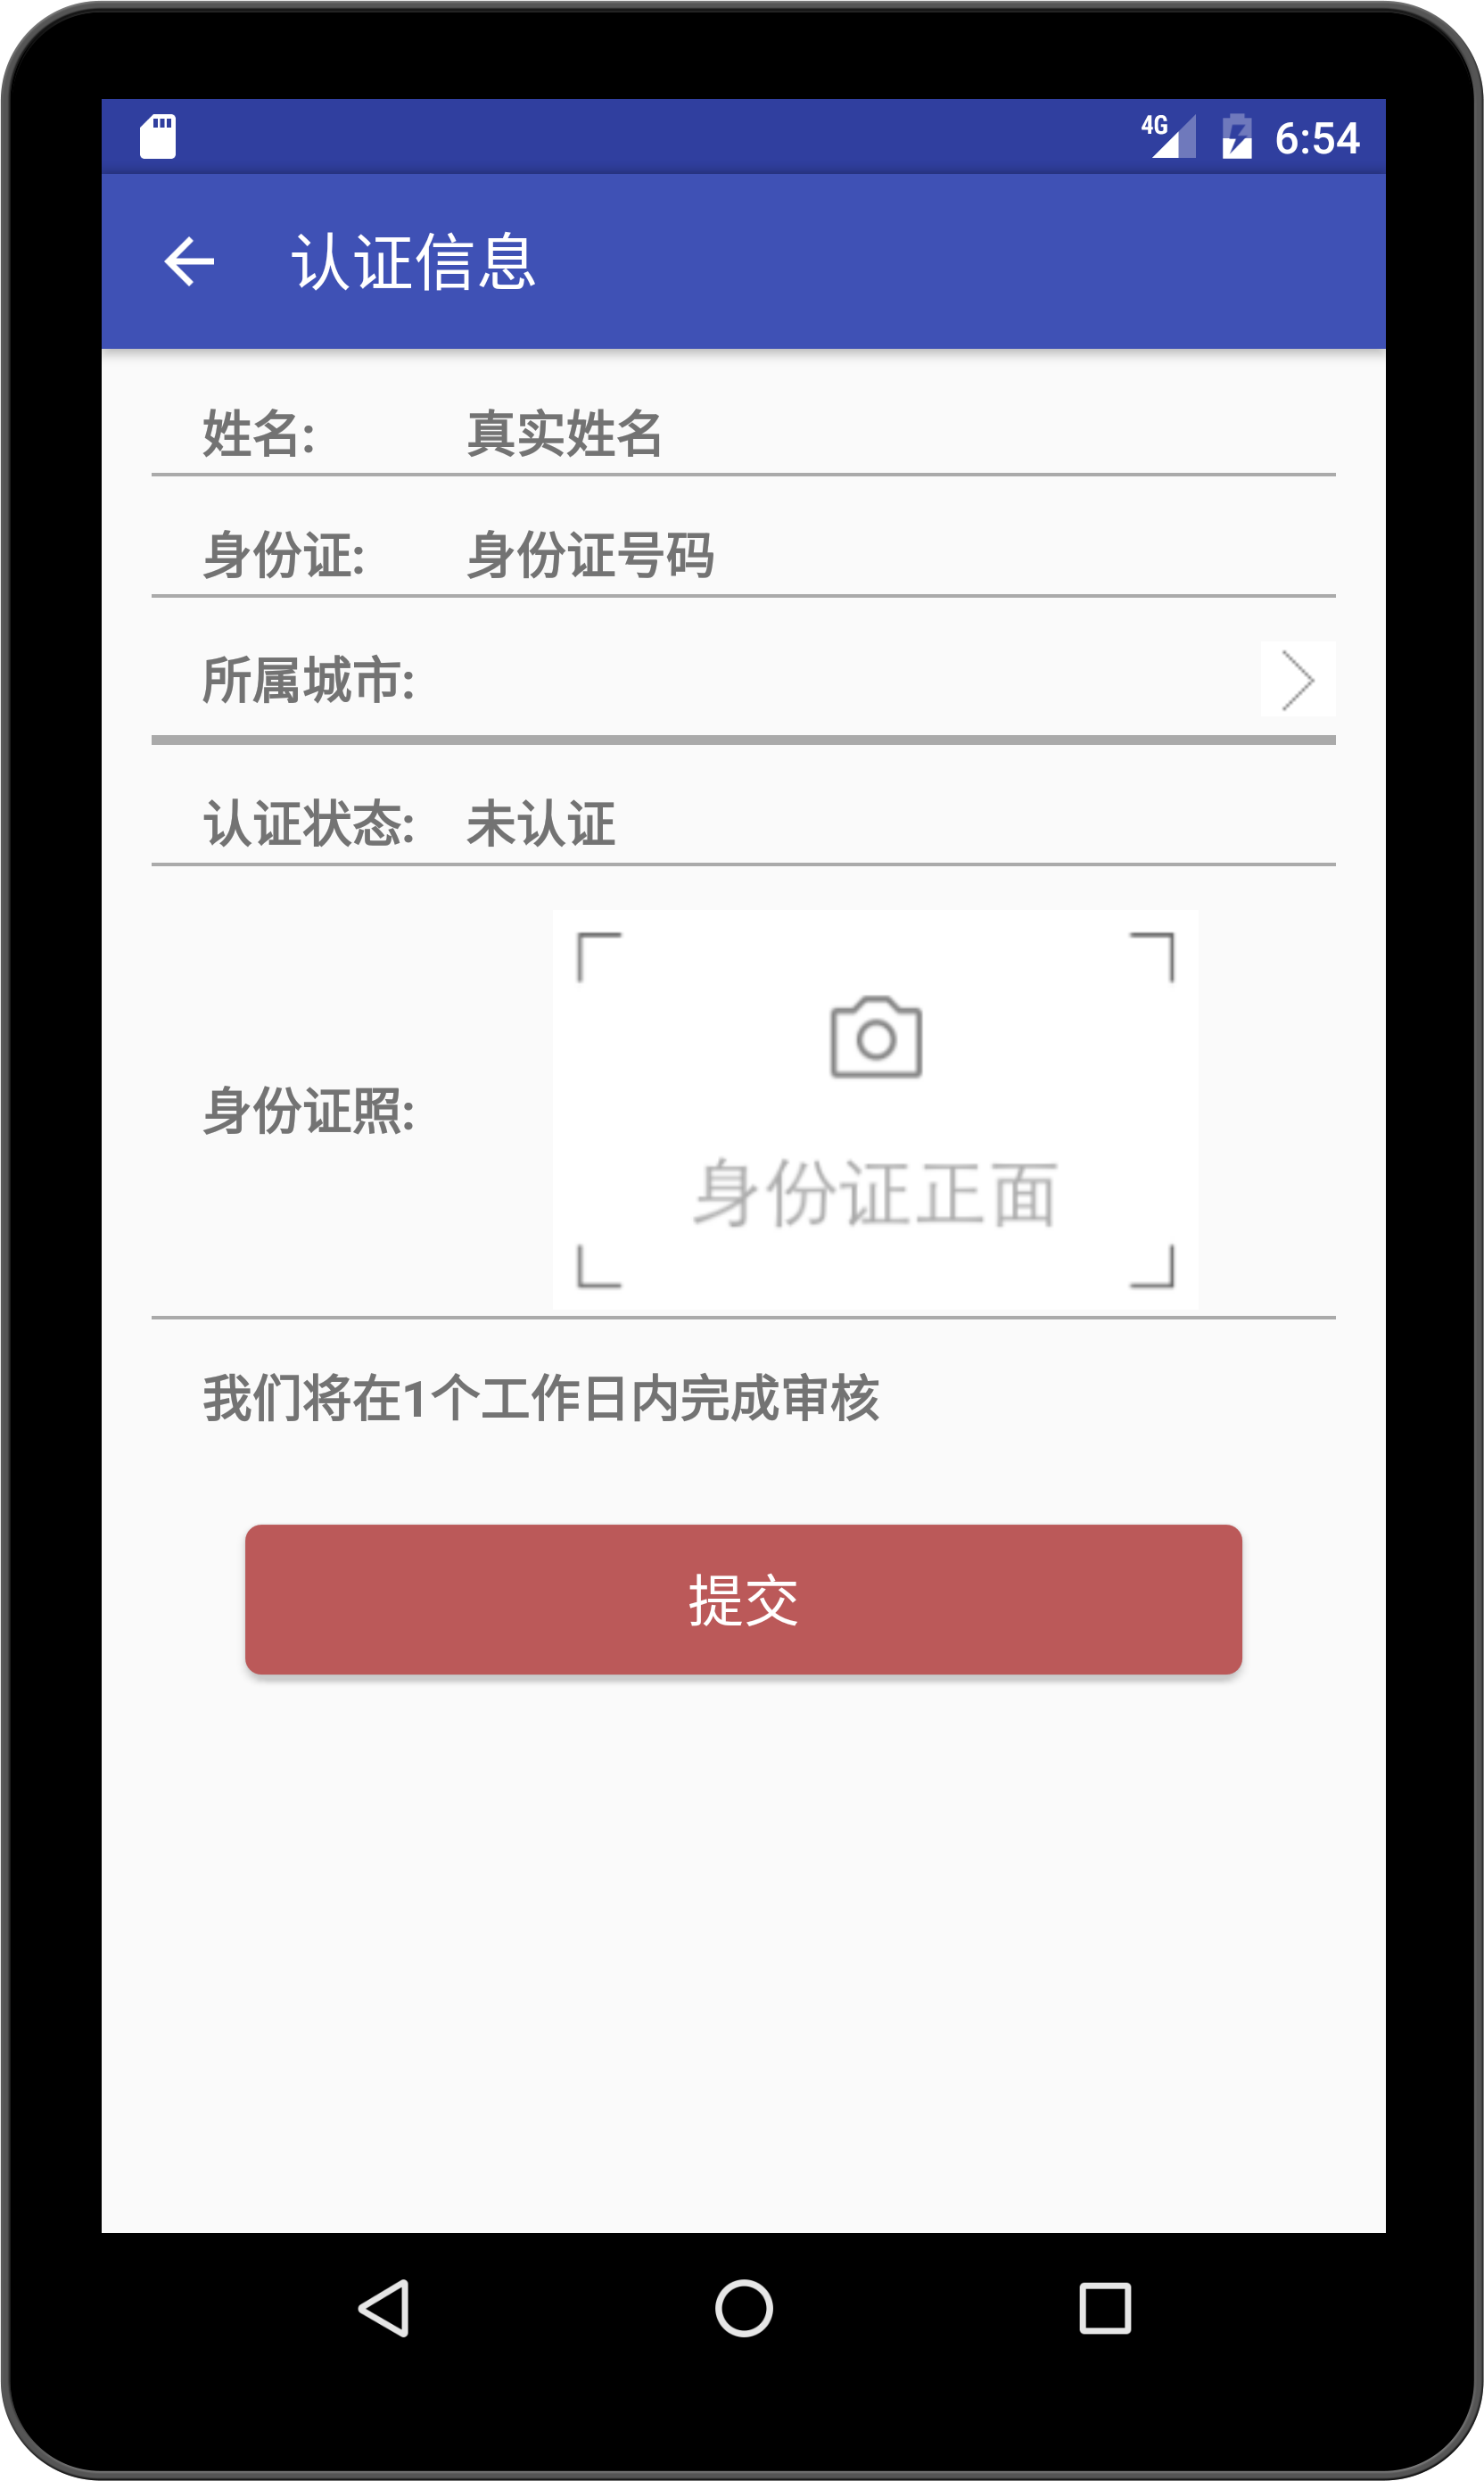 4G 6:54
认证信息
姓名: 真实姓名
身份证: 身份证号码
所属城市:
认证状态: 未认证
身份证照:
身份证正面
我们将在1个工作日内完成审核
提交